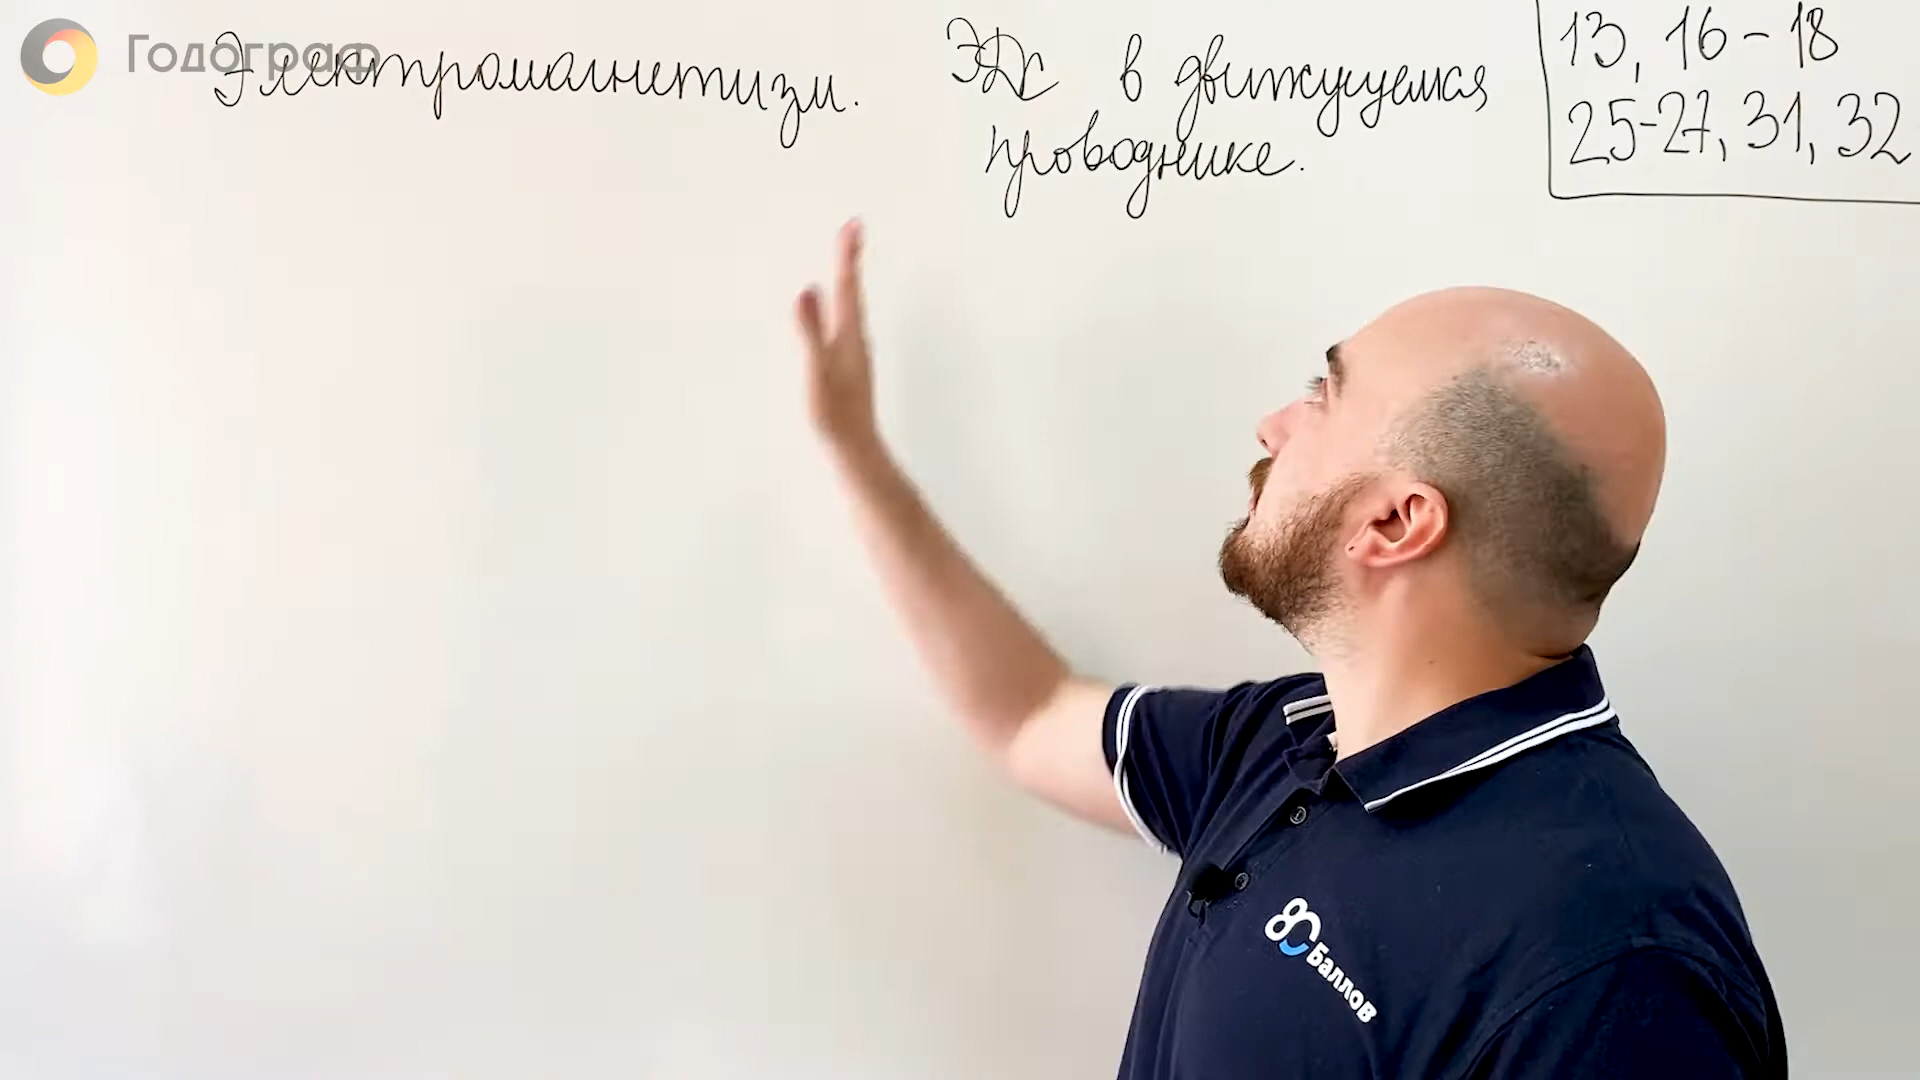 Годограф
Электромагнетизм.
ЭДС в движущемся
проводнике.
13, 16-18
25-27, 31, 32
80
Баллов